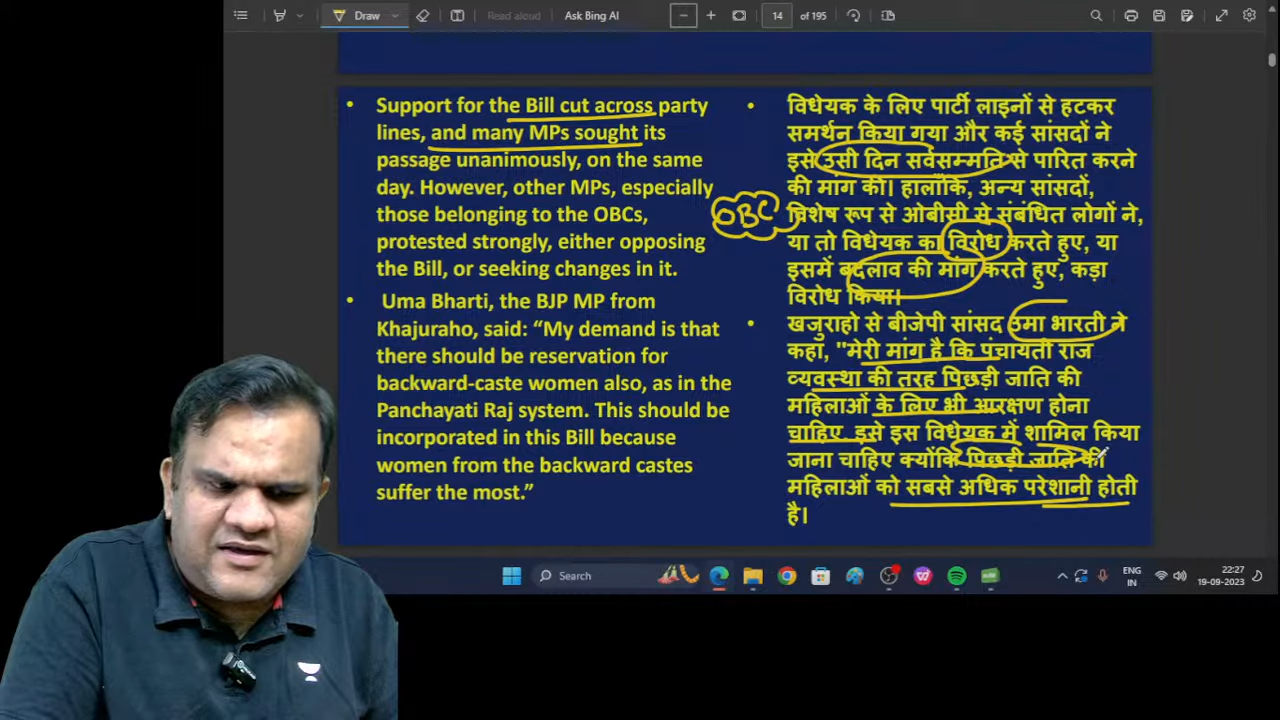 Draw
Read aloud
Ask Bing AI
14 of 195
Support for the Bill cut across party
lines, and many MPs sought its
passage unanimously, on the same
day. However, other MPs, especially
those belonging to the OBCs,
protested strongly, either opposing
the Bill, or seeking changes in it.
Uma Bharti, the BJP MP from
Khajuraho, said: “My demand is that
there should be reservation for
backward-caste women also, as in the
Panchayati Raj system. This should be
incorporated in this Bill because
women from the backward castes
suffer the most.”
OBC
विधेयक के लिए पार्टी लाइनों से हटकर
समर्थन किया गया और कई सांसदों ने
इसे उसी दिन सर्वसम्मति से पारित करने
की मांग की। हालाँकि, अन्य सांसदों,
विशेष रूप से ओबीसी से संबंधित लोगों ने,
या तो विधेयक का विरोध करते हुए, या
इसमें बदलाव की मांग करते हुए, कड़ा
विरोध किया।
खजुराहो से बीजेपी सांसद उमा भारती ने
कहा, "मेरी मांग है कि पंचायती राज
व्यवस्था की तरह पिछड़ी जाति की
महिलाओं के लिए भी आरक्षण होना
चाहिए. इसे इस विधेयक में शामिल किया
जाना चाहिए क्योंकि पिछड़ी जाति की
महिलाओं को सबसे अधिक परेशानी होती
है।
Search
ENG
IN
22:27
19-09-2023